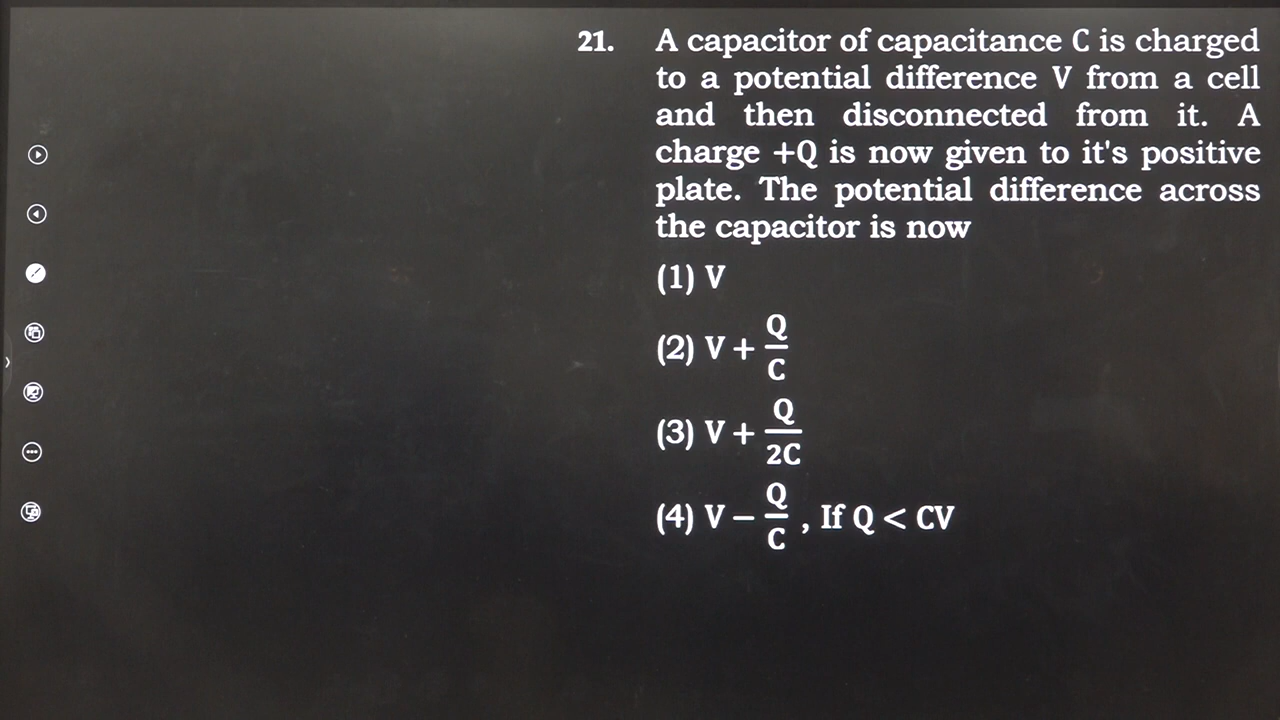 21. A capacitor of capacitance C is charged
to a potential difference V from a cell
and then disconnected from it. A
charge +Q is now given to it's positive
plate. The potential difference across
the capacitor is now
(1) V
(2) V + Q/C
(3) V + Q/2C
(4) V – Q/C , If Q < CV